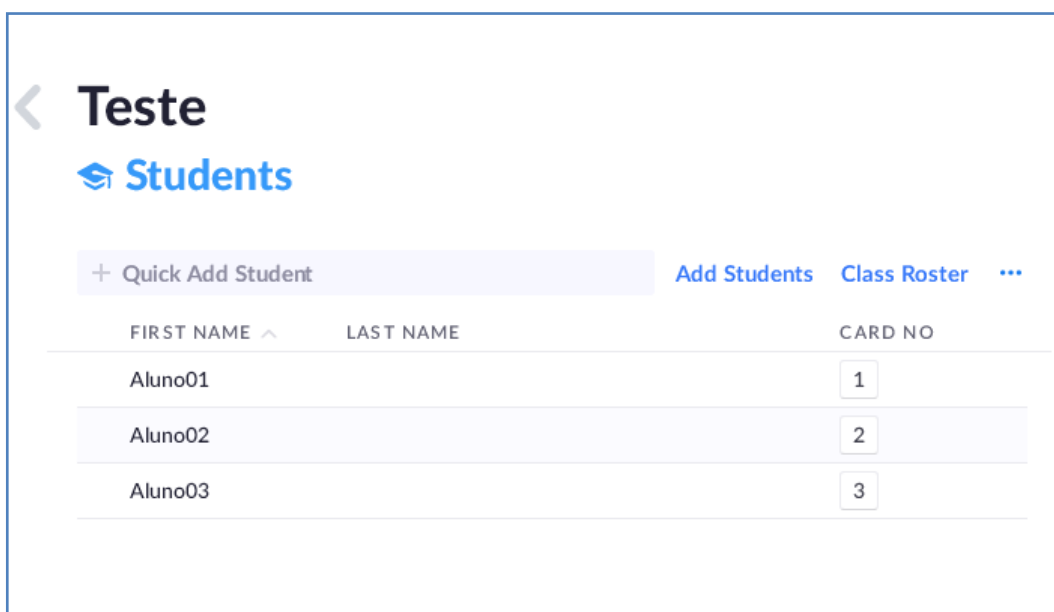 Teste
Students
Quick Add Student Add Students Class Roster ...
FIRST NAME LAST NAME CARD NO
Aluno01 1
Aluno02 2
Aluno03 3